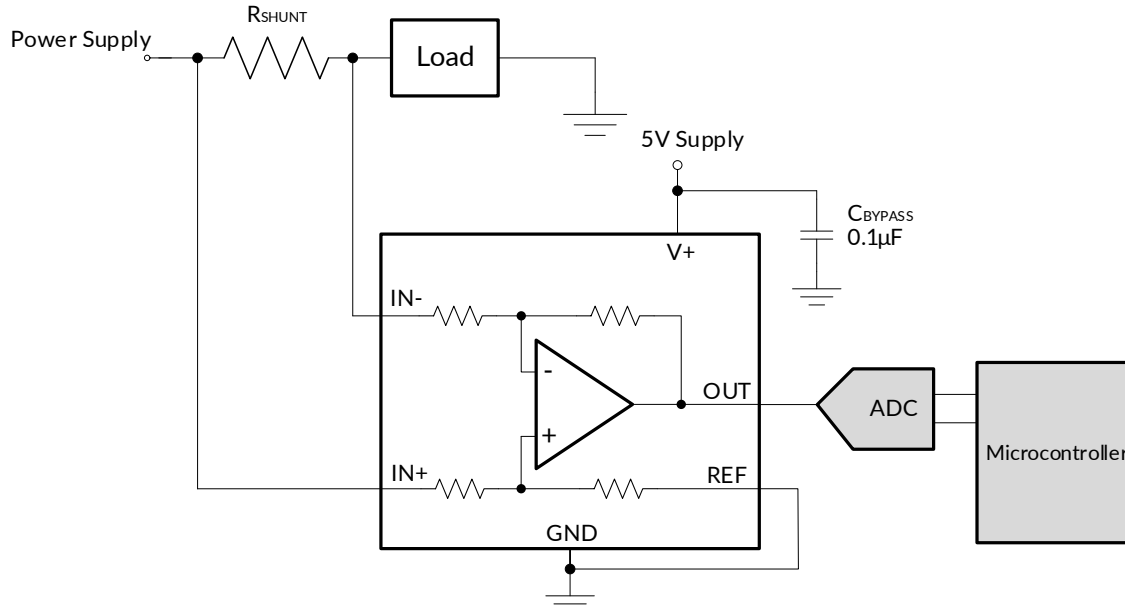 RSHUNT
Power Supply
Load
5V Supply
CBYPASS
0.1µF
V+
IN-
-
OUT
ADC
+
Microcontroller
IN+
REF
GND